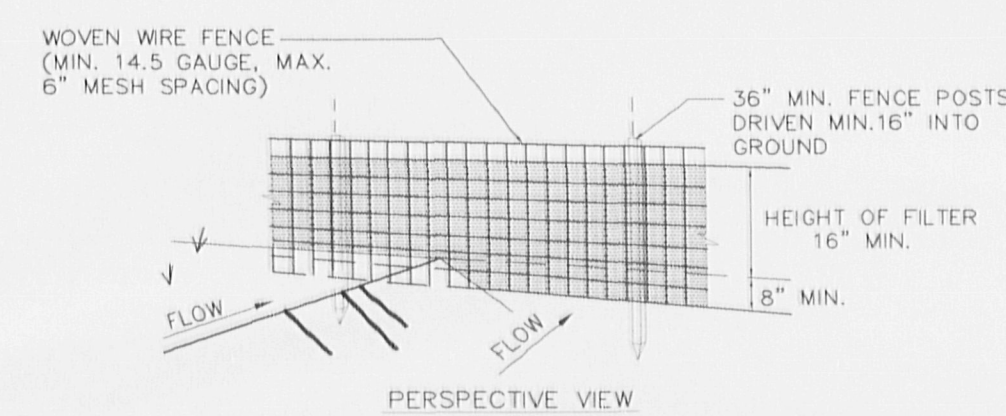 WOVEN WIRE FENCE
(MIN. 14.5 GAUGE, MAX.
6" MESH SPACING)
36" MIN. FENCE POSTS
DRIVEN MIN.16" INTO
GROUND
HEIGHT OF FILTER
16" MIN.
8" MIN.
FLOW
FLOW
PERSPECTIVE VIEW